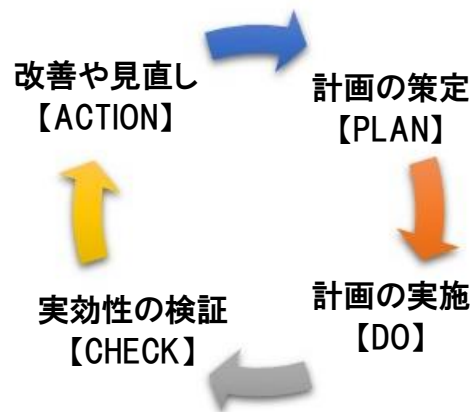 改善や見直し
【ACTION】
計画の策定
【PLAN】
実効性の検証
【CHECK】
計画の実施
【DO】